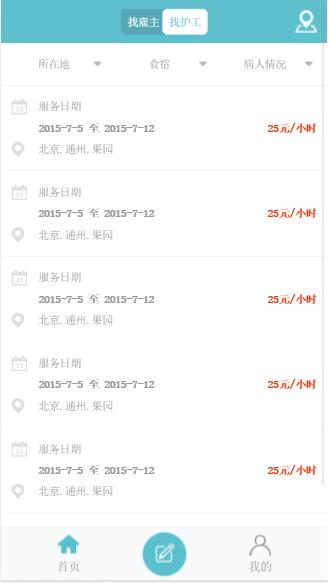 找雇主 找护工
所在地 食宿 病人情况
服务日期
2015-7-5 至 2015-7-12 25元/小时
北京.通州.果园
服务日期
2015-7-5 至 2015-7-12 25元/小时
北京.通州.果园
服务日期
2015-7-5 至 2015-7-12 25元/小时
北京.通州.果园
服务日期
2015-7-5 至 2015-7-12 25元/小时
北京.通州.果园
服务日期
2015-7-5 至 2015-7-12 25元/小时
北京.通州.果园
首页 我的